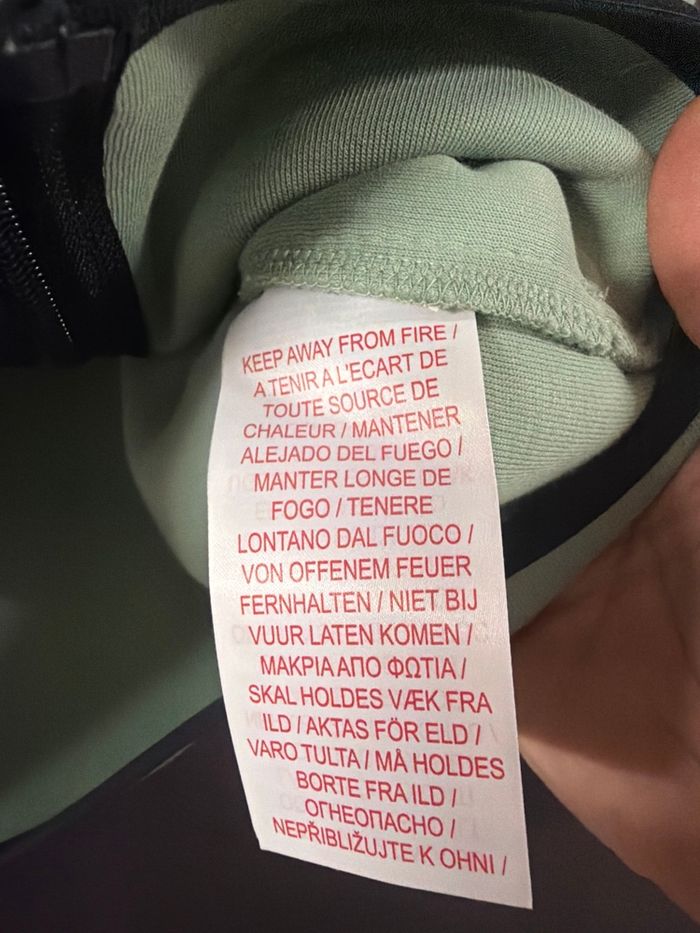 KEEP AWAY FROM FIRE /
A TENIR A L'ECART DE
TOUTE SOURCE DE
CHALEUR / MANTENER
ALEJADO DEL FUEGO /
MANTER LONGE DE
FOGO / TENERE
LONTANO DAL FUOCO /
VON OFFENEM FEUER
FERNHALTEN / NIET BIJ
VUUR LATEN KOMEN /
ΜΑΚΡΙΑ ΑΠΟ ΦΩΤΙΑ /
SKAL HOLDES VÆK FRA
ILD / AKTAS FÖR ELD /
VARO TULTA / MÅ HOLDES
BORTE FRA ILD /
ОГНЕОПАСНО /
NEPŘIBLIŽUJTE K OHNI /